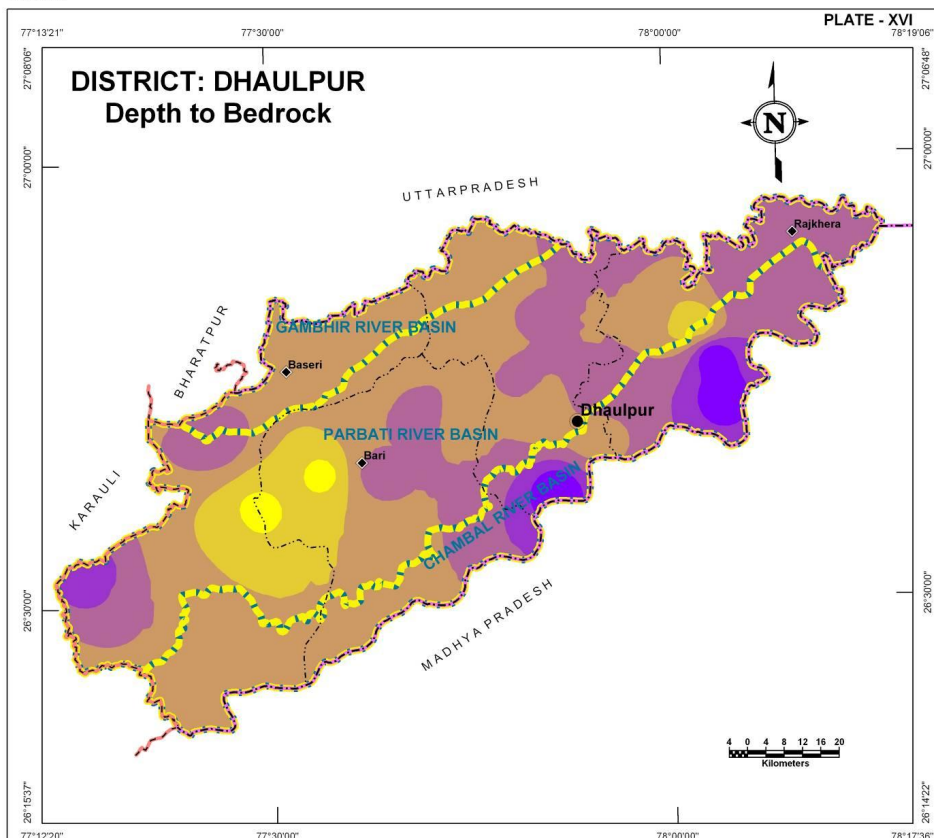 PLATE - XVI
77°13'21"
77°30'00"
78°00'00"
78°19'06"
27°08'06"
27°06'48"
DISTRICT: DHAULPUR
Depth to Bedrock
N
27°00'00"
27°00'00"
UTTARPRADESH
Rajkhera
GAMBHIR RIVER BASIN
BHARATPUR
Baseri
Dhaulpur
PARBATI RIVER BASIN
Bari
KARAULI
CHAMBAL RIVER BASIN
26°30'00"
26°30'00"
MADHYA PRADESH
4 0 4 8 12 16 20
Kilometers
26°15'37"
26°14'22"
77°12'20"
77°30'00"
78°00'00"
78°17'36"